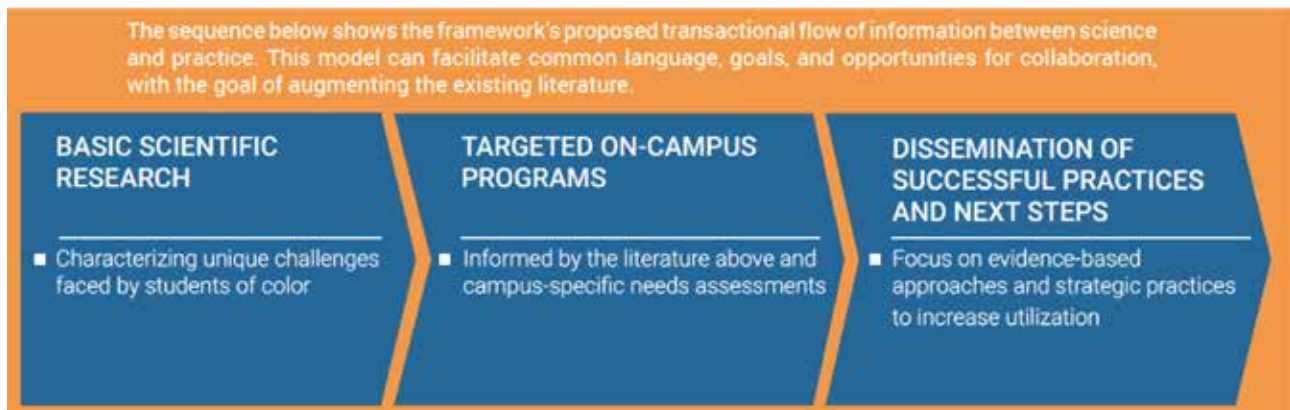 The sequence below shows the framework's proposed transactional flow of information between science
and practice. This model can facilitate common language, goals, and opportunities for collaboration,
with the goal of augmenting the existing literature.
BASIC SCIENTIFIC
RESEARCH
■ Characterizing unique challenges
faced by students of color
TARGETED ON-CAMPUS
PROGRAMS
■ Informed by the literature above and
campus-specific needs assessments
DISSEMINATION OF
SUCCESSFUL PRACTICES
AND NEXT STEPS
■ Focus on evidence-based
approaches and strategic practices
to increase utilization